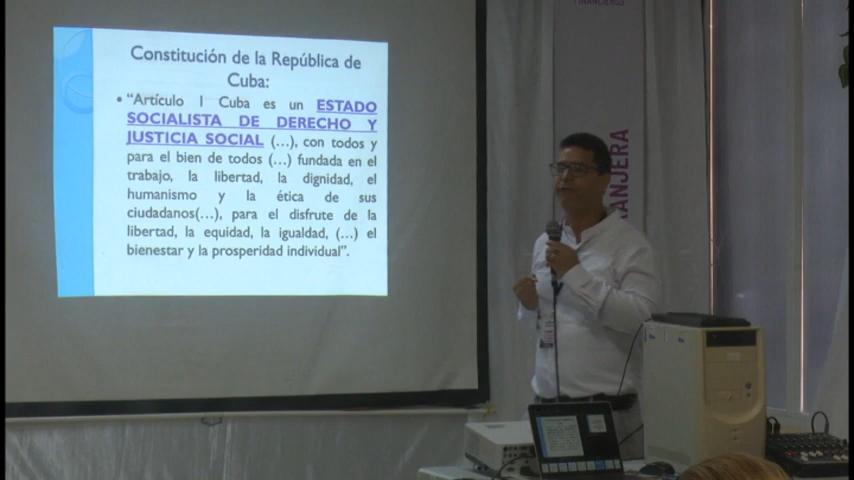 FINANCIEROS
Constitución de la República de
Cuba:
• “Artículo 1 Cuba es un ESTADO
SOCIALISTA DE DERECHO Y
JUSTICIA SOCIAL (…), con todos y
para el bien de todos (…) fundada en el
trabajo, la libertad, la dignidad, el
humanismo y la ética de sus
ciudadanos(…), para el disfrute de la
libertad, la equidad, la igualdad, (…) el
bienestar y la prosperidad individual”.
ANJERA